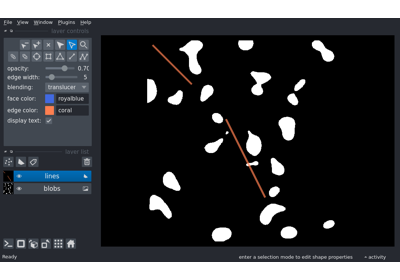 File View Window Plugins Help
layer controls
opacity: 0.70
edge width: 5
blending: translucer
face color: royalblue
edge color: coral
display text:
layer list
lines
blobs
Ready enter a selection mode to edit shape properties activity